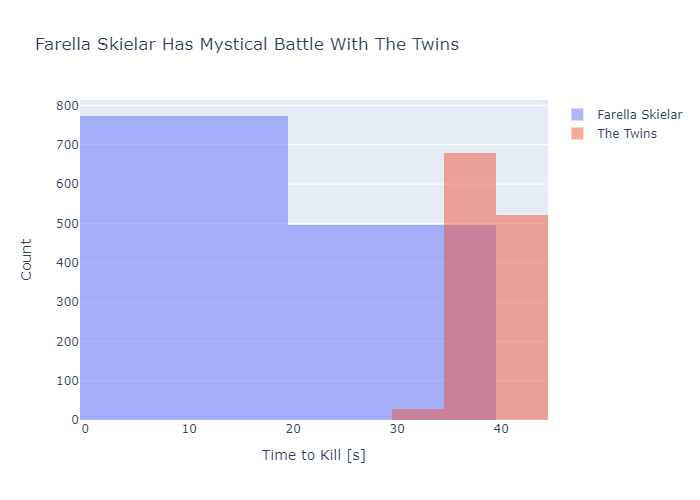 Farella Skielar Has Mystical Battle With The Twins
Farella Skielar
The Twins
Count
800
700
600
500
400
300
200
100
0
0 10 20 30 40
Time to Kill [s]